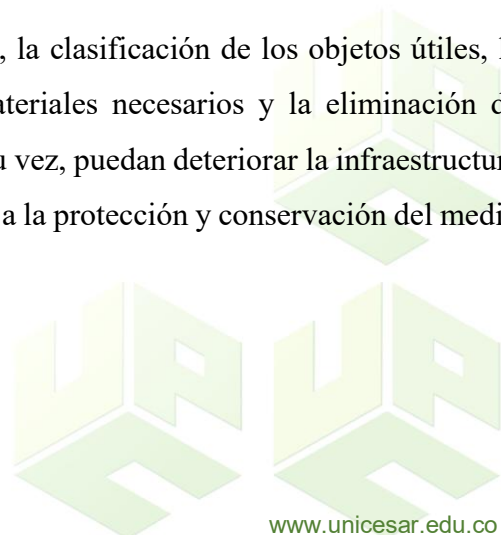 , la clasificación de los objetos útiles,
ateriales necesarios y la eliminación
u vez, puedan deteriorar la infraestructu
a la protección y conservación del medi
www.unicesar.edu.co